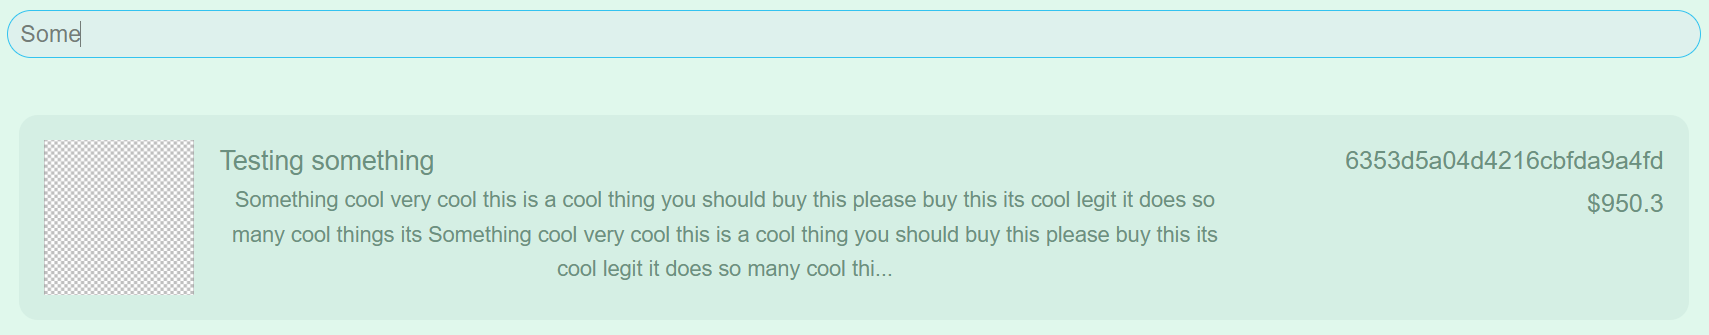 Some
Testing something
6353d5a04d4216cbfda9a4fd
Something cool very cool this is a cool thing you should buy this please buy this its cool legit it does so
$950.3
many cool things its Something cool very cool this is a cool thing you should buy this please buy this its
cool legit it does so many cool thi...